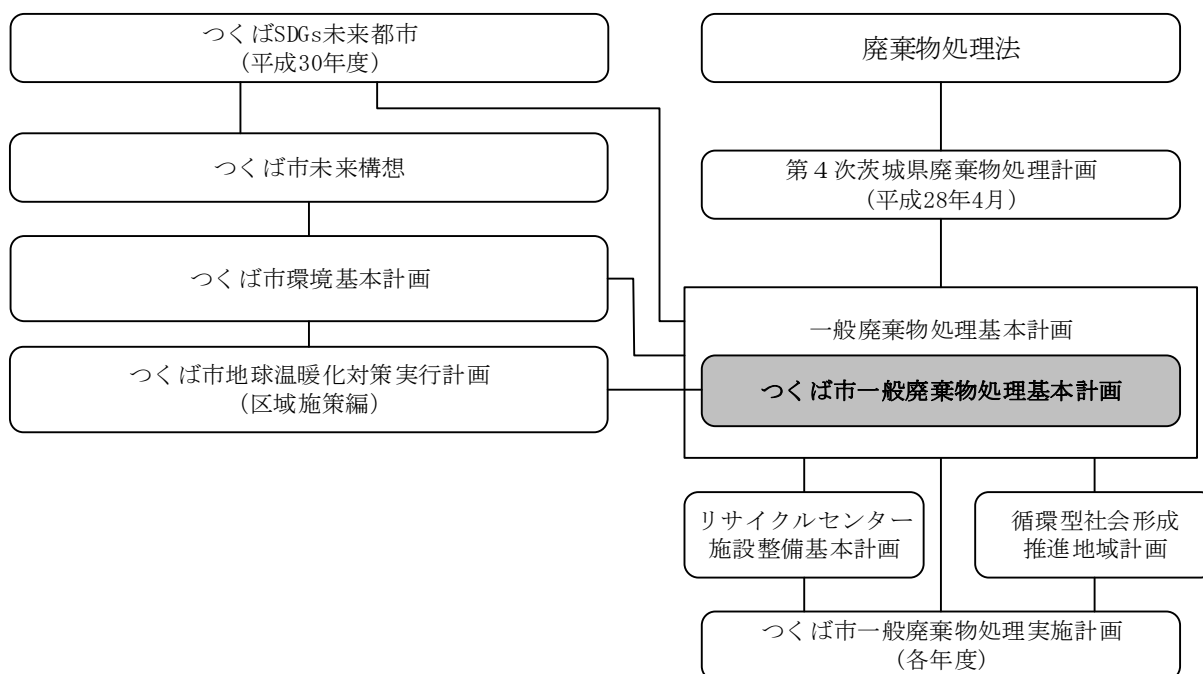 つくばSDGs未来都市
(平成30年度)
つくば市未来構想
つくば市環境基本計画
つくば市地球温暖化対策実行計画
(区域施策編)
廃棄物処理法
第４次茨城県廃棄物処理計画
(平成28年4月)
一般廃棄物処理基本計画
つくば市一般廃棄物処理基本計画
リサイクルセンター
施設整備基本計画
循環型社会形成
推進地域計画
つくば市一般廃棄物処理実施計画
(各年度)